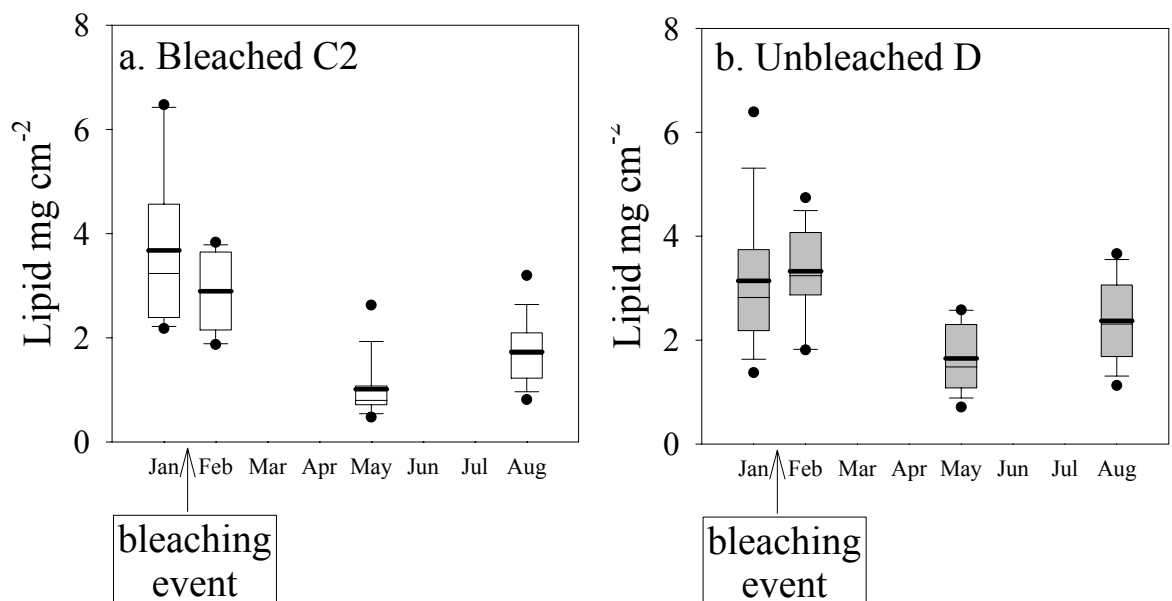 a. Bleached C2
Lipid mg cm⁻²
8
6
4
2
0
Jan Feb Mar Apr May Jun Jul Aug
bleaching
event
b. Unbleached D
Lipid mg cm⁻²
8
6
4
2
0
Jan Feb Mar Apr May Jun Jul Aug
bleaching
event